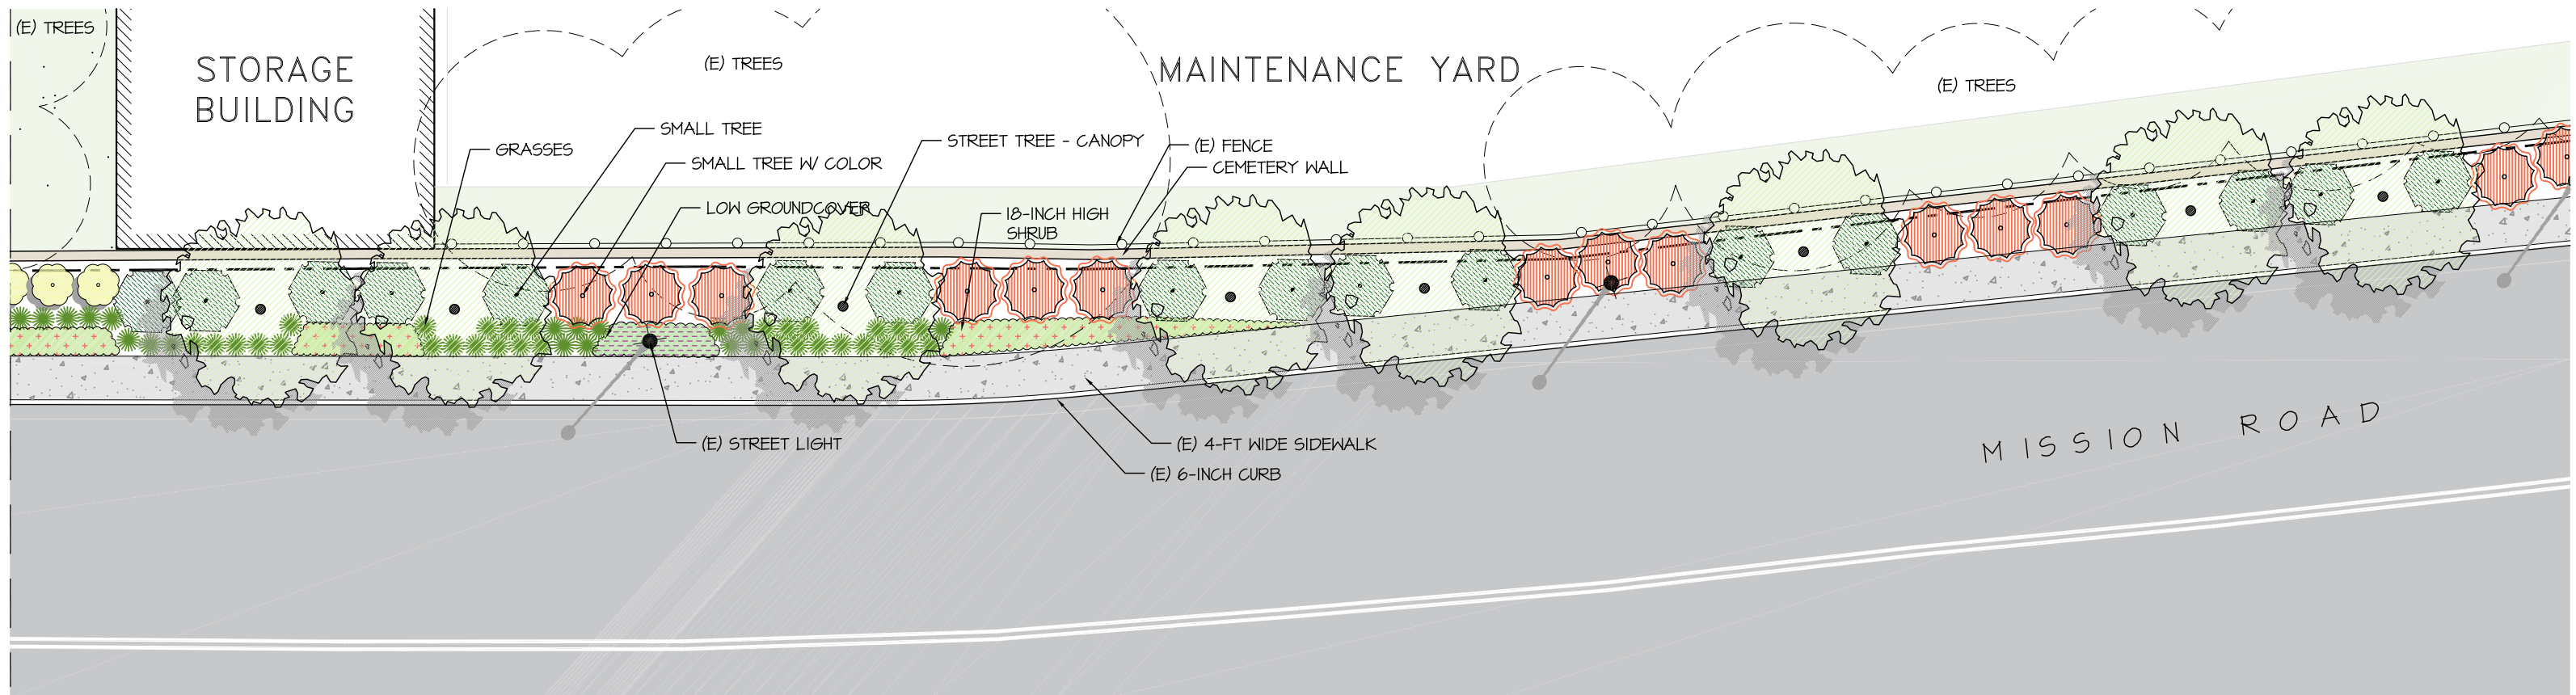 (E) TREES
STORAGE
BUILDING
(E) TREES
MAINTENANCE YARD
(E) TREES
SMALL TREE
GRASSES
SMALL TREE W/ COLOR
STREET TREE - CANOPY
(E) FENCE
CEMETERY WALL
LOW GROUNDCOVER
18-INCH HIGH
SHRUB
(E) STREET LIGHT
(E) 4-FT WIDE SIDEWALK
(E) 6-INCH CURB
MISSION ROAD